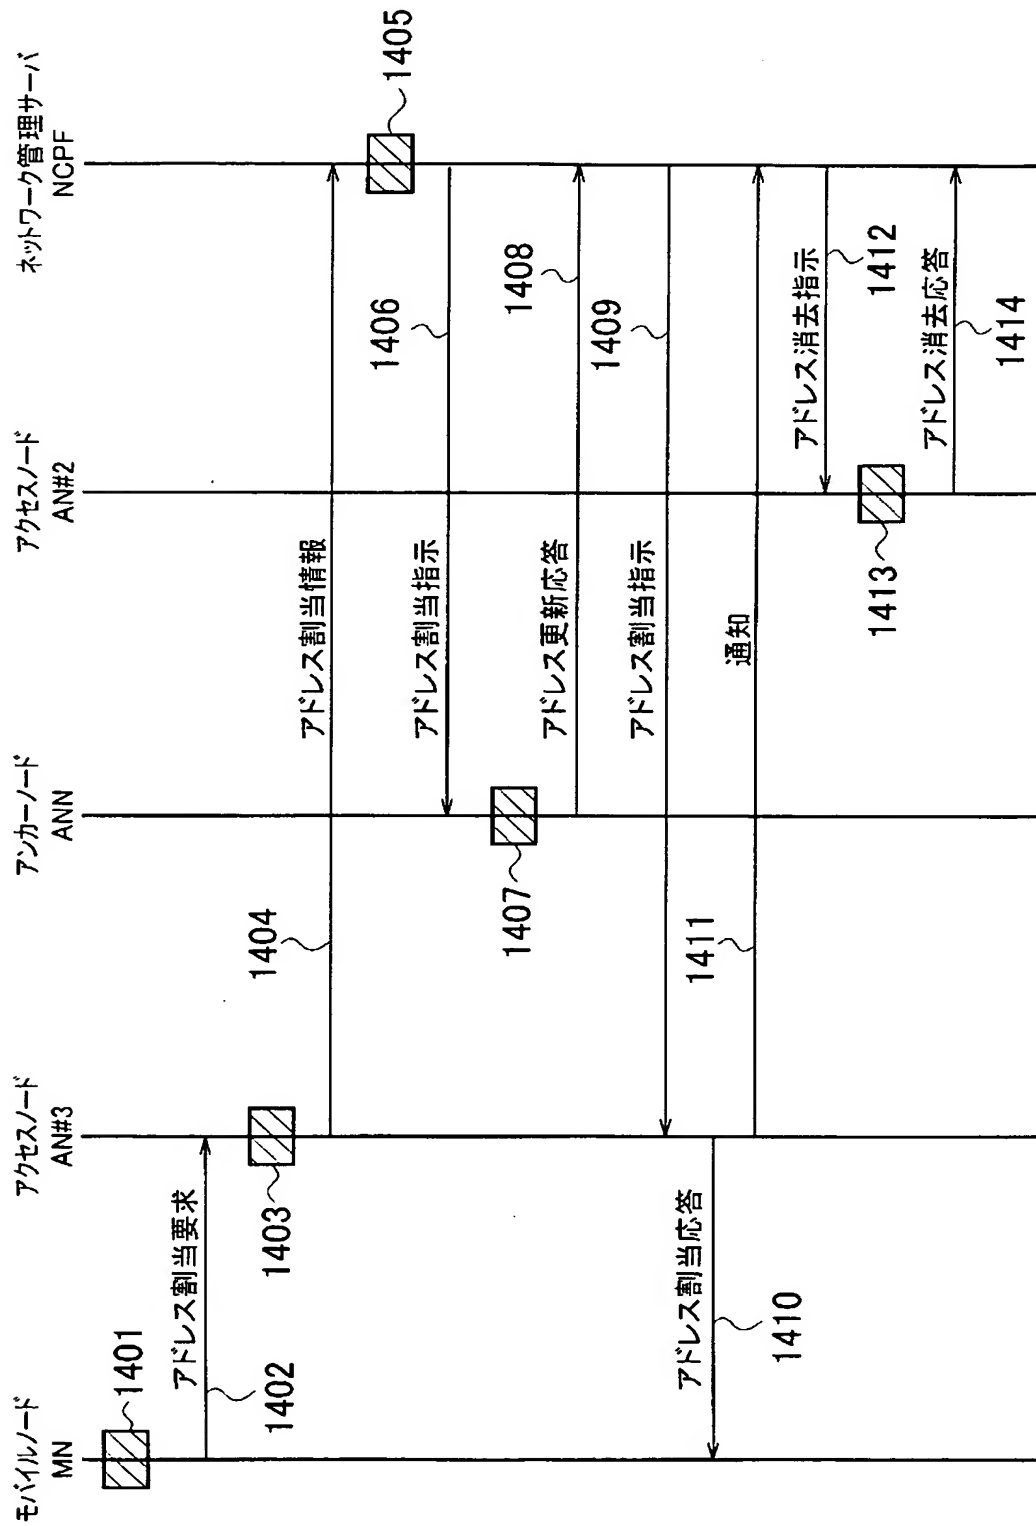 モバイルノード
MN
アクセスノード
AN#3
アンカーノード
ANN
アクセスノード
AN#2
ネットワーク管理サーバ
NCPF
1401
アドレス割当要求
1402
1403
アドレス割当情報
1404
1405
アドレス割当指示
1406
1407
アドレス更新応答
1408
アドレス割当指示
1409
アドレス割当応答
1410
通知
1411
アドレス消去指示
1412
1413
アドレス消去応答
1414